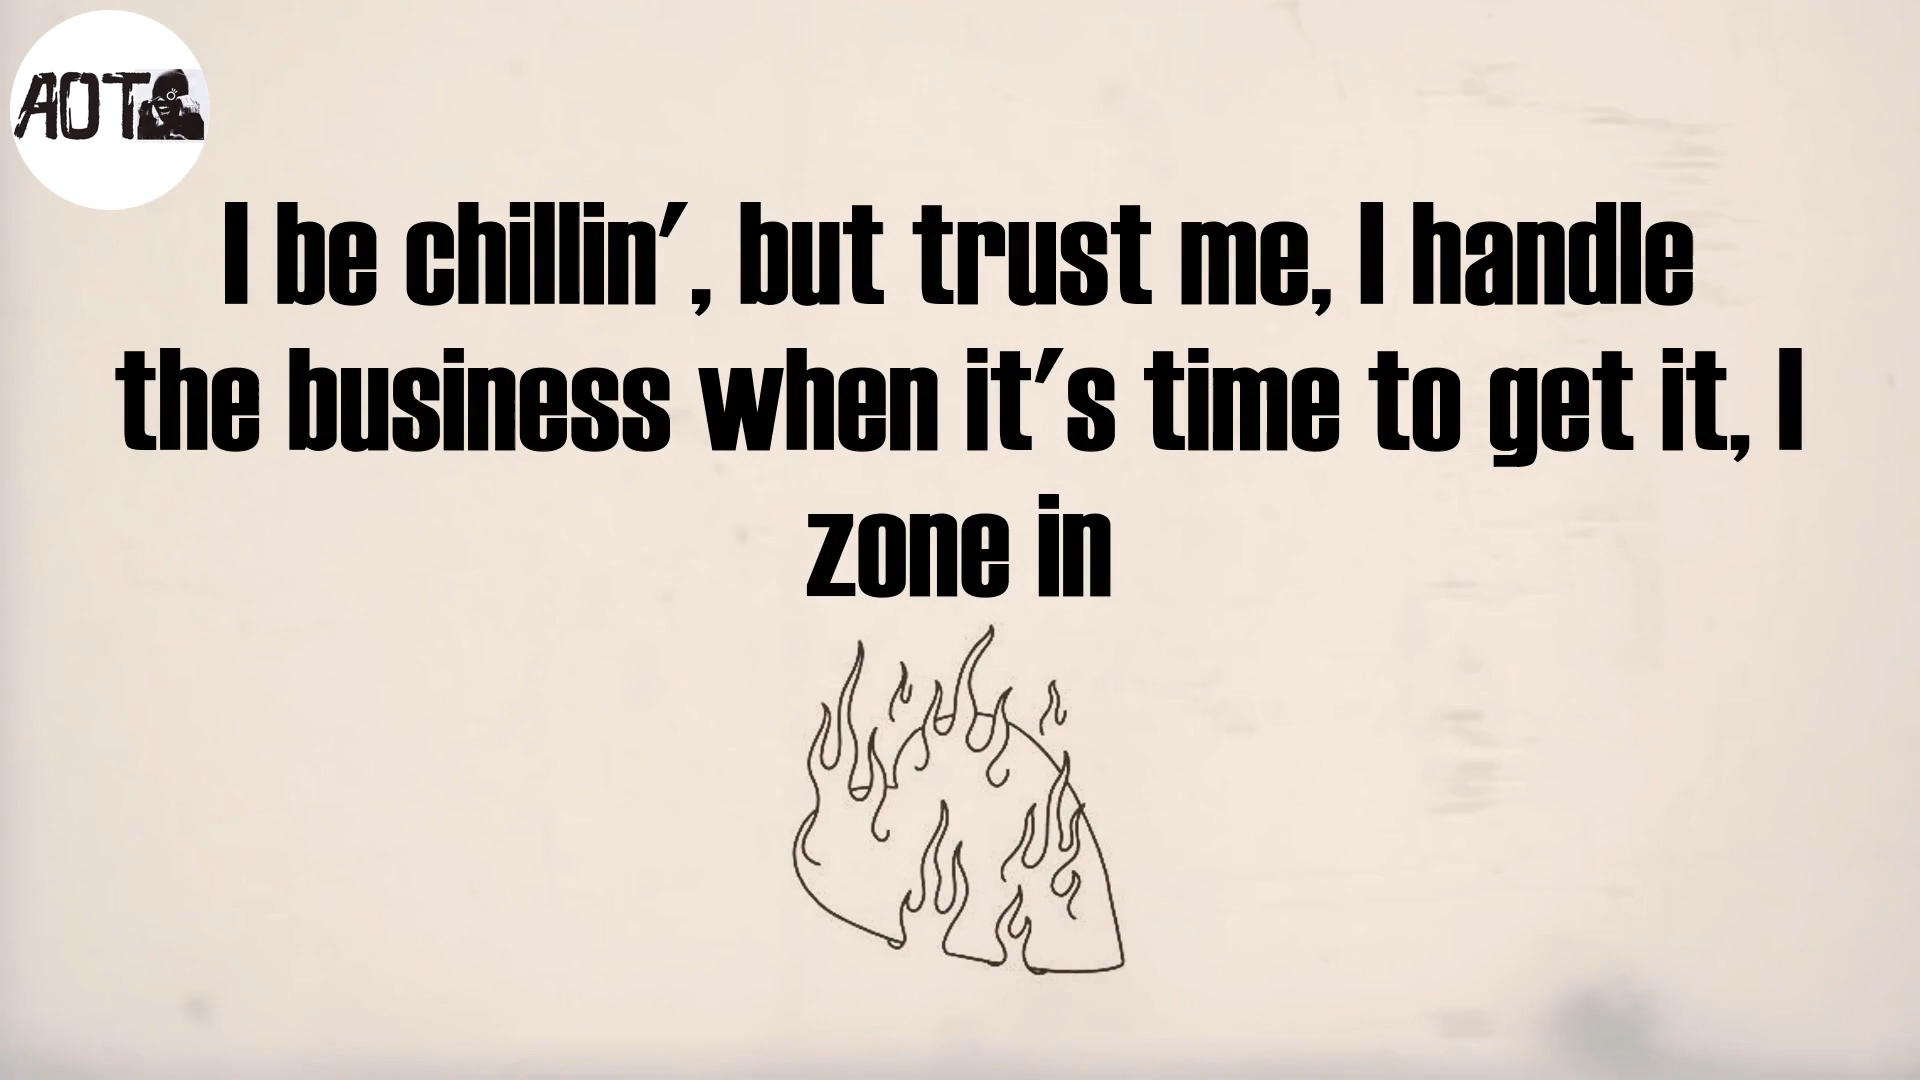 AOT
I be chillin', but trust me, I handle
the business when it's time to get it, I
zone in